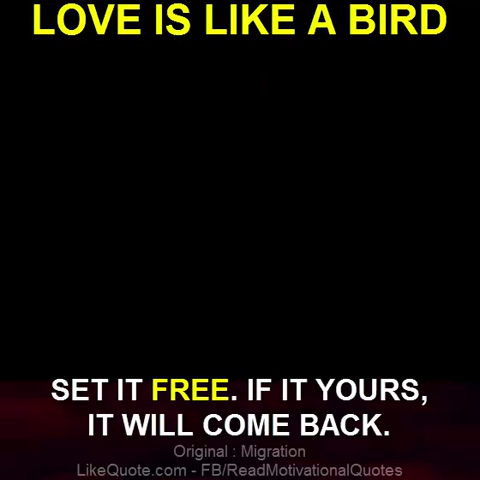 LOVE IS LIKE A BIRD
SET IT FREE. IF IT YOURS,
IT WILL COME BACK.
Original : Migration
LikeQuote.com - FB/ReadMotivationalQuotes